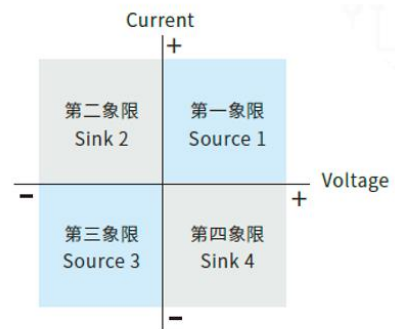 Current
+
第二象限
Sink 2
第一象限
Source 1
Voltage
-
+
第三象限
Source 3
第四象限
Sink 4
-